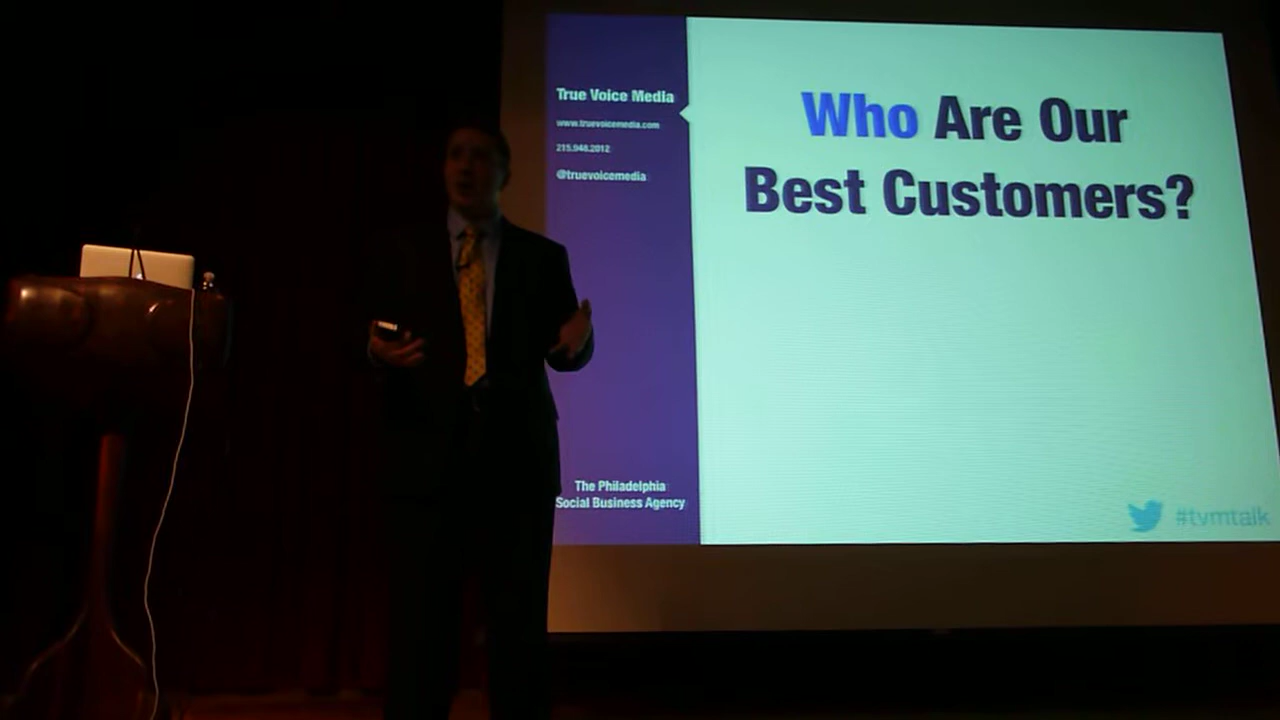 True Voice Media
www.truevoicemedia.com
215.948.2012
@truevoicemedia
The Philadelphia
Social Business Agency
Who Are Our
Best Customers?
#tvmtalk